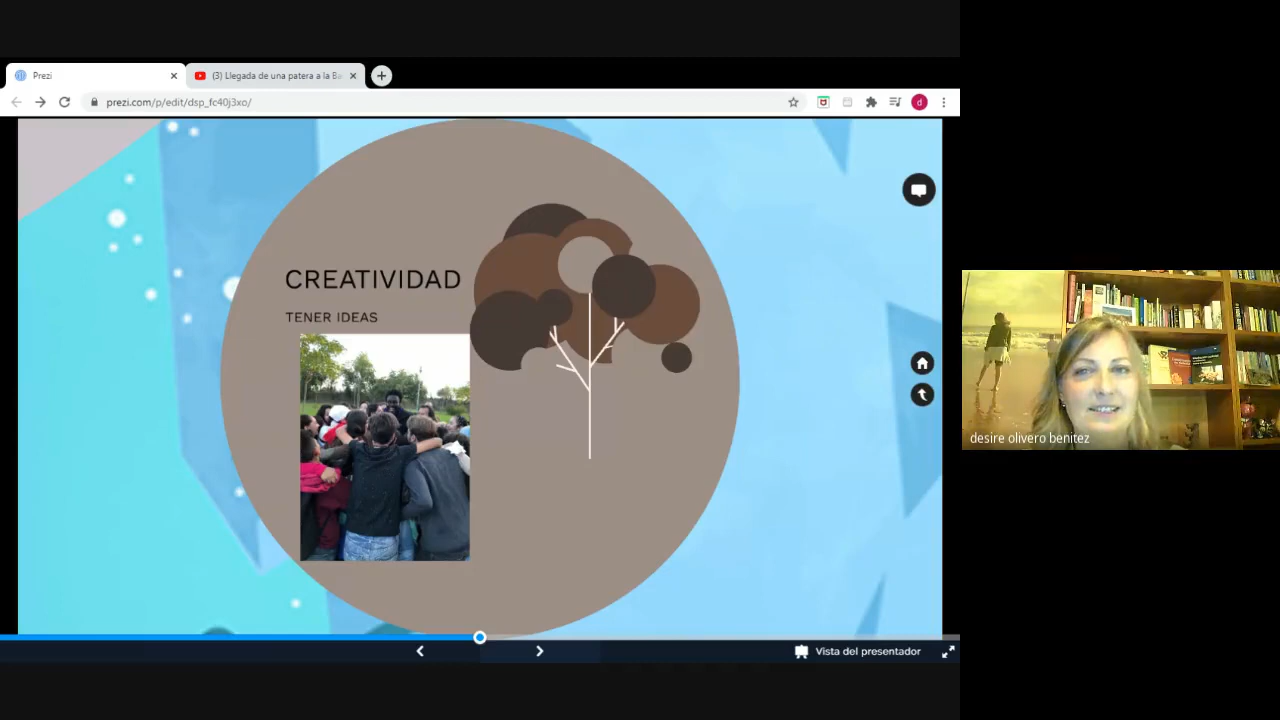 Prezi
(3) Llegada de una patera a la Ba
prezi.com/p/edit/dsp_fc40j3xo/
d
CREATIVIDAD
TENER IDEAS
desire olivero benitez
Vista del presentador